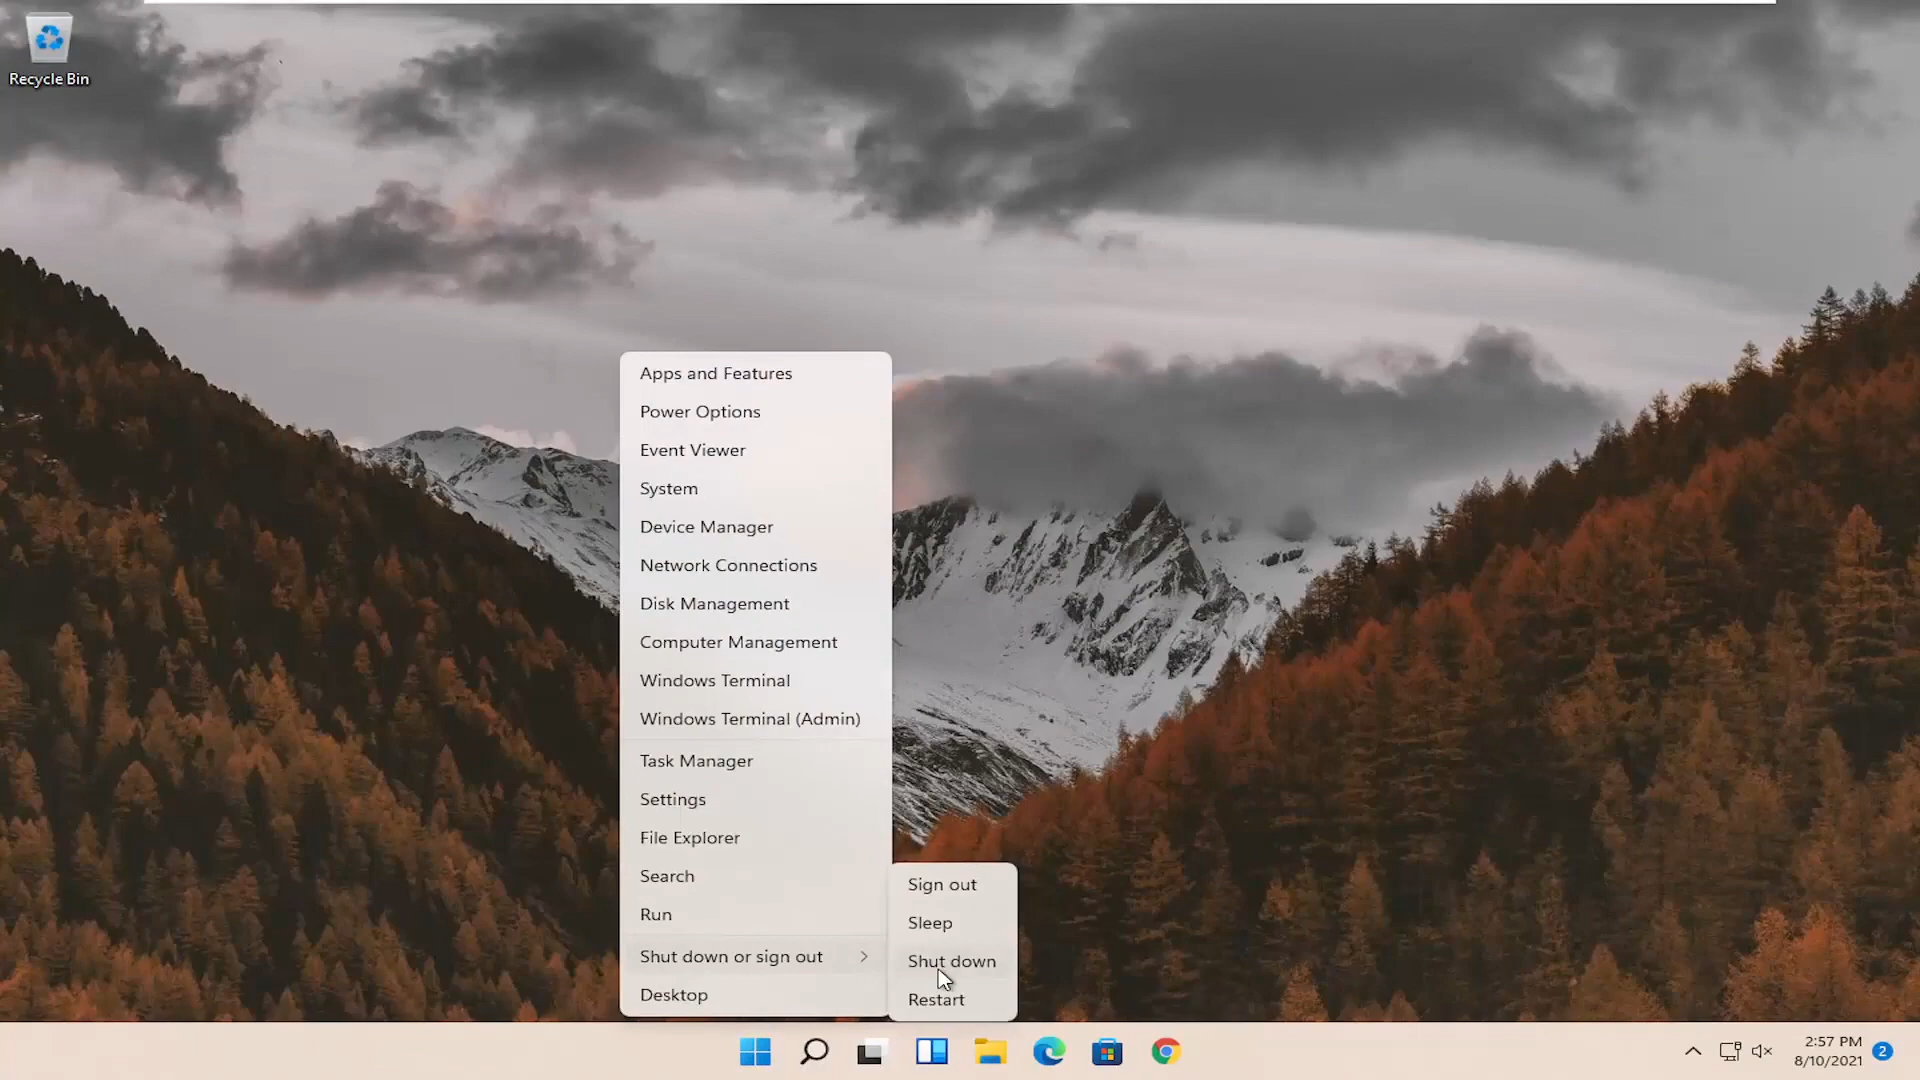 Recycle Bin
Apps and Features
Power Options
Event Viewer
System
Device Manager
Network Connections
Disk Management
Computer Management
Windows Terminal
Windows Terminal (Admin)
Task Manager
Settings
File Explorer
Search
Run
Shut down or sign out
Desktop
Sign out
Sleep
Shut down
Restart
2:57 PM
8/10/2021
2